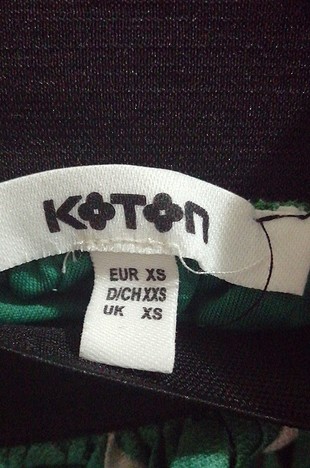 KOTON
EUR XS
D/CH XXS
UK XS